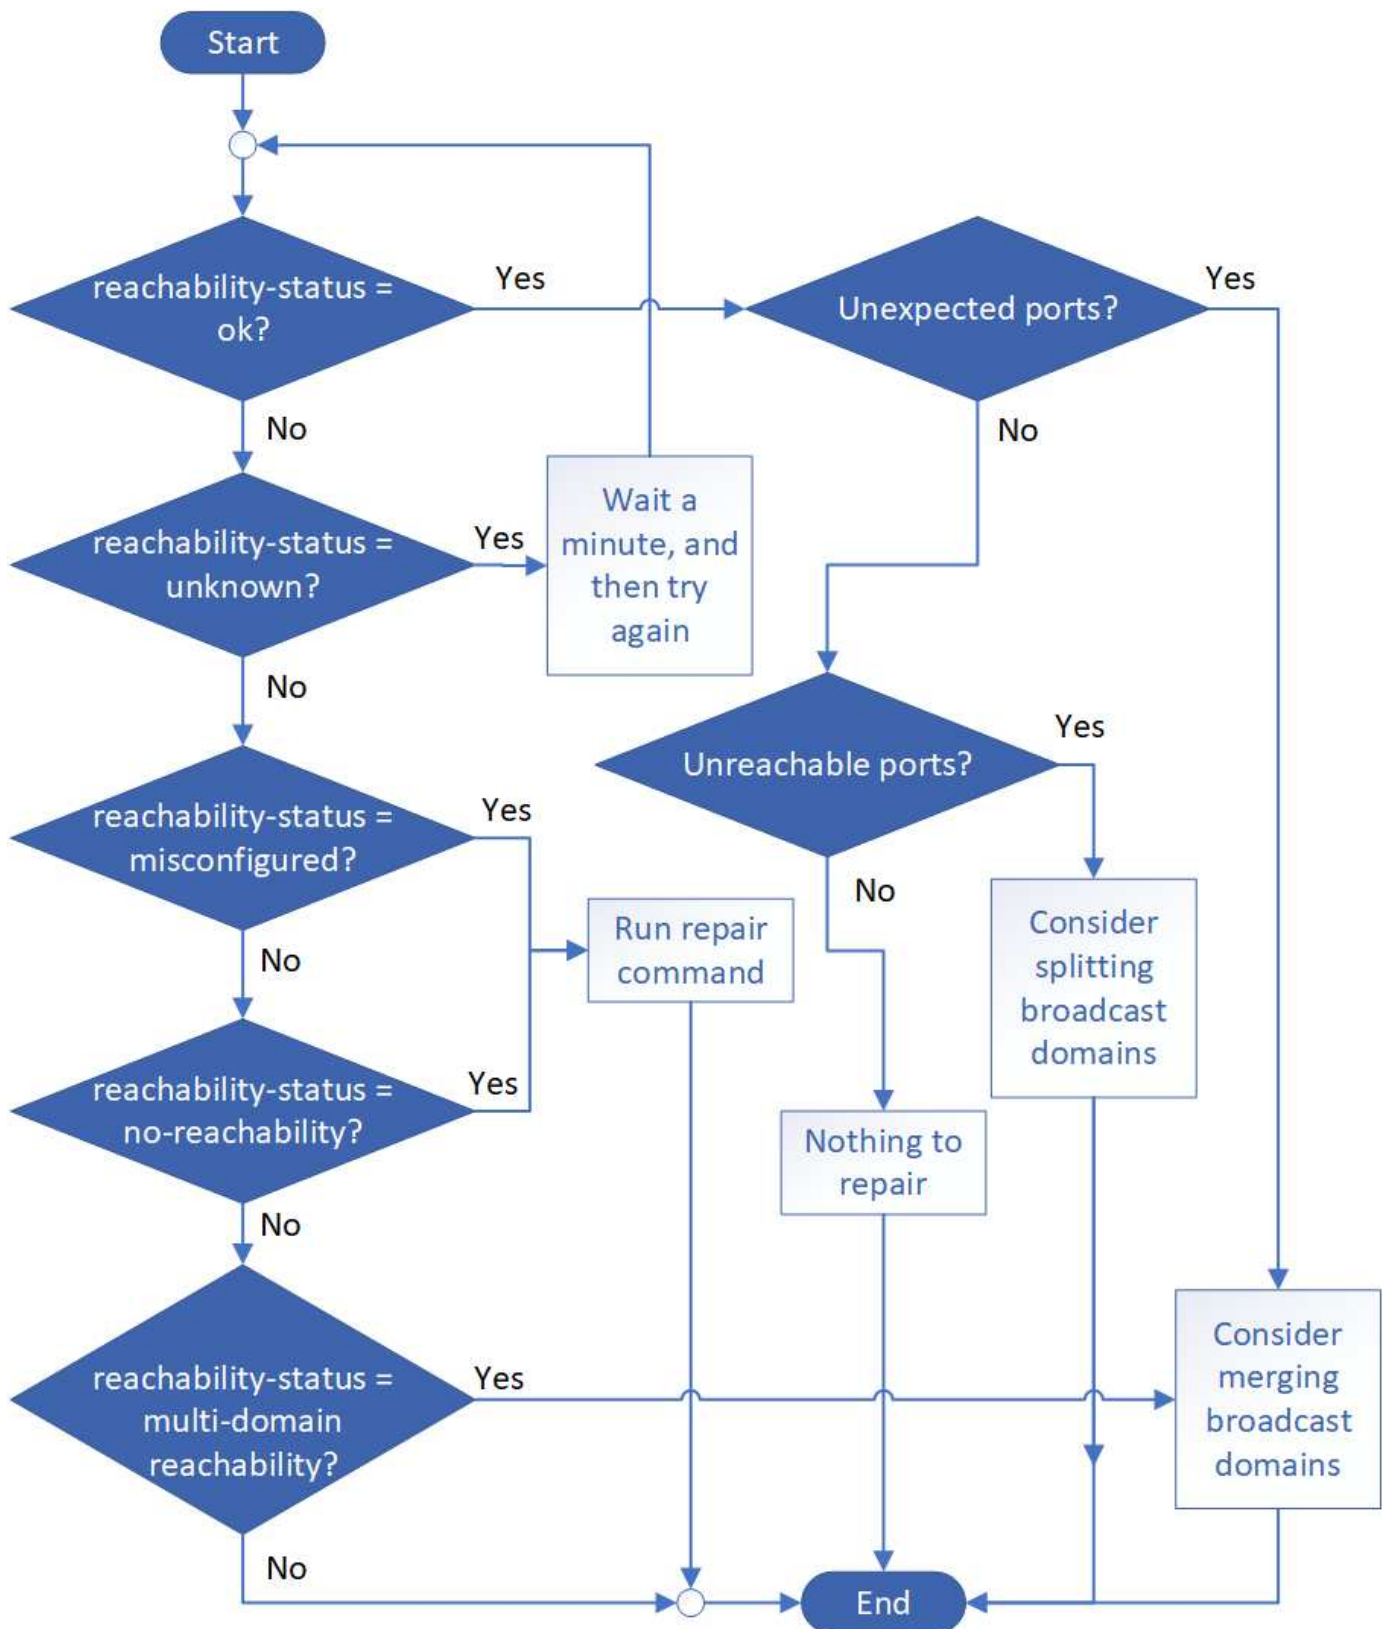 Start
reachability-status =
ok?
Yes
Unexpected ports?
Yes
No
No
reachability-status =
unknown?
Yes
Wait a
minute, and
then try
again
No
Unreachable ports?
Yes
reachability-status =
misconfigured?
Yes
No
Run repair
command
Consider
splitting
broadcast
domains
No
reachability-status =
no-reachability?
Yes
Nothing to
repair
No
reachability-status =
multi-domain
reachability?
Yes
Consider
merging
broadcast
domains
No
End